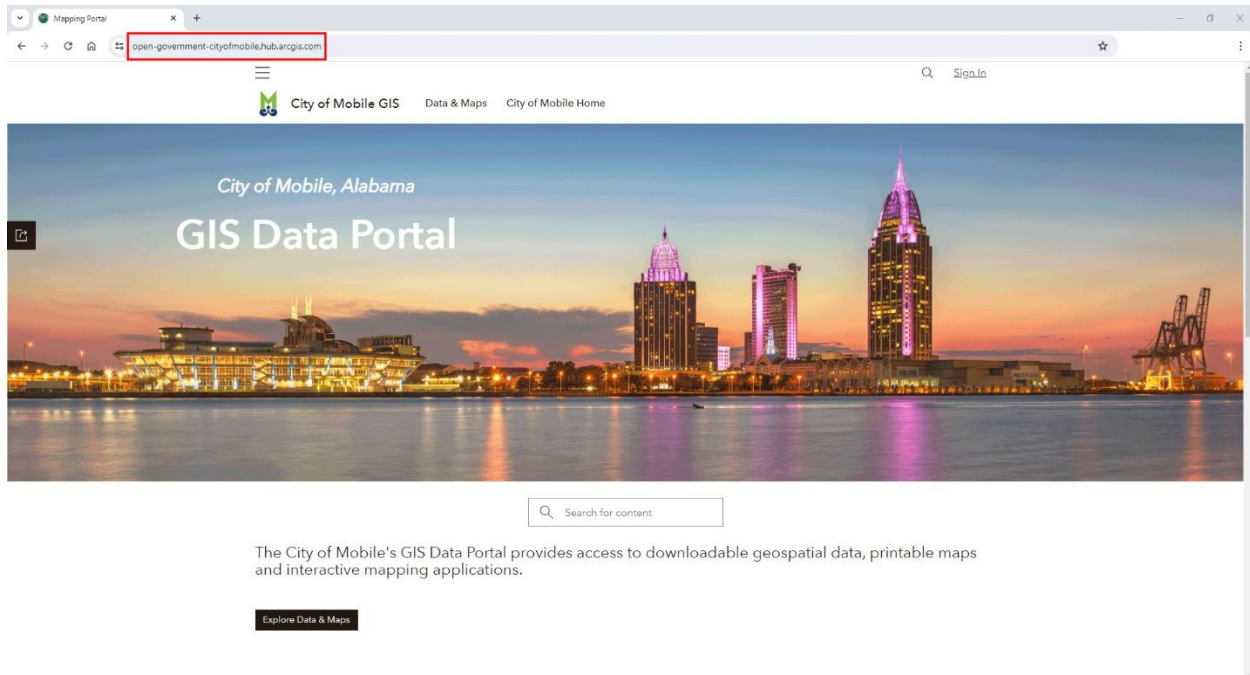 Mapping Portal
open-government-cityofmobile.hub.arcgis.com
Sign In
City of Mobile GIS
Data & Maps
City of Mobile Home
City of Mobile, Alabama
GIS Data Portal
Search for content
The City of Mobile's GIS Data Portal provides access to downloadable geospatial data, printable maps
and interactive mapping applications.
Explore Data & Maps